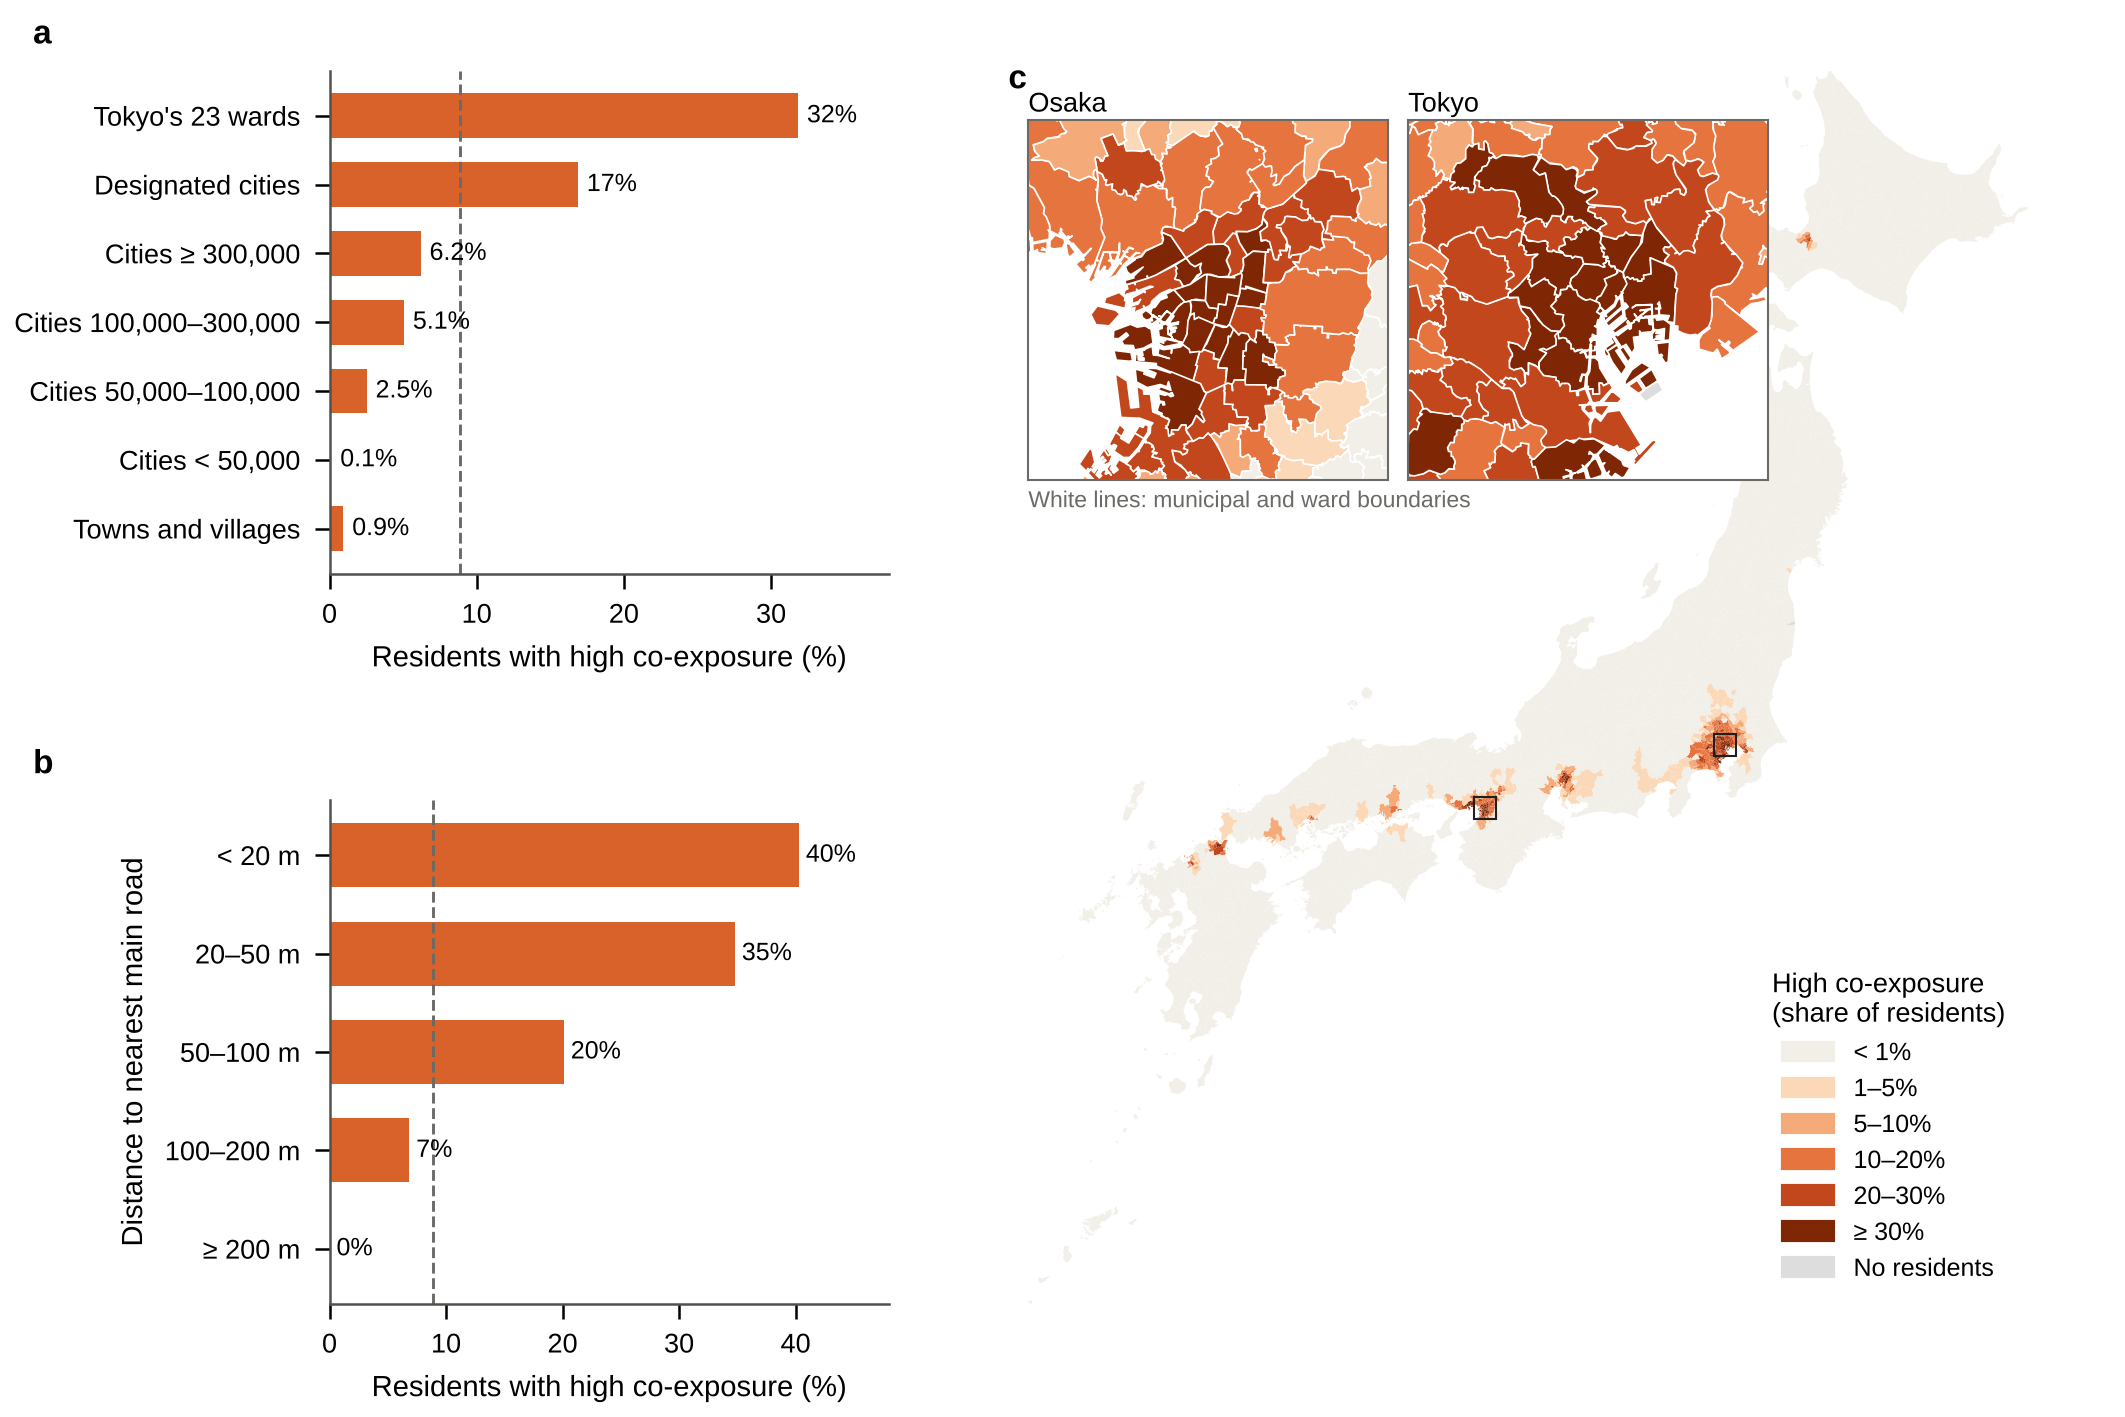 a
Tokyo's 23 wards
32%
Designated cities
17%
Cities ≥ 300,000
6.2%
Cities 100,000–300,000
5.1%
Cities 50,000–100,000
2.5%
Cities < 50,000
0.1%
Towns and villages
0.9%
0 10 20 30
Residents with high co-exposure (%)
b
Distance to nearest main road
< 20 m
40%
20–50 m
35%
50–100 m
20%
100–200 m
7%
≥ 200 m
0%
0 10 20 30 40
Residents with high co-exposure (%)
c
Osaka
Tokyo
White lines: municipal and ward boundaries
High co-exposure
(share of residents)
< 1%
1–5%
5–10%
10–20%
20–30%
≥ 30%
No residents